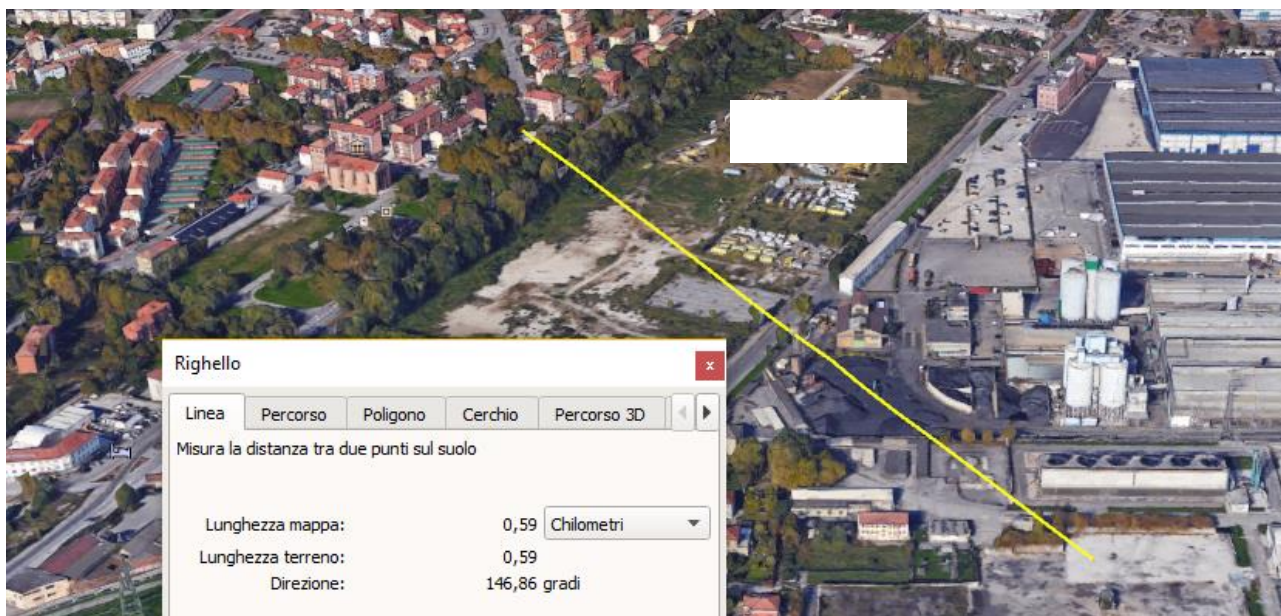 Righello
x
Linea Percorso Poligono Cerchio Percorso 3D
Misura la distanza tra due punti sul suolo
Lunghezza mappa: 0,59 Chilometri
Lunghezza terreno: 0,59
Direzione: 146,86 gradi